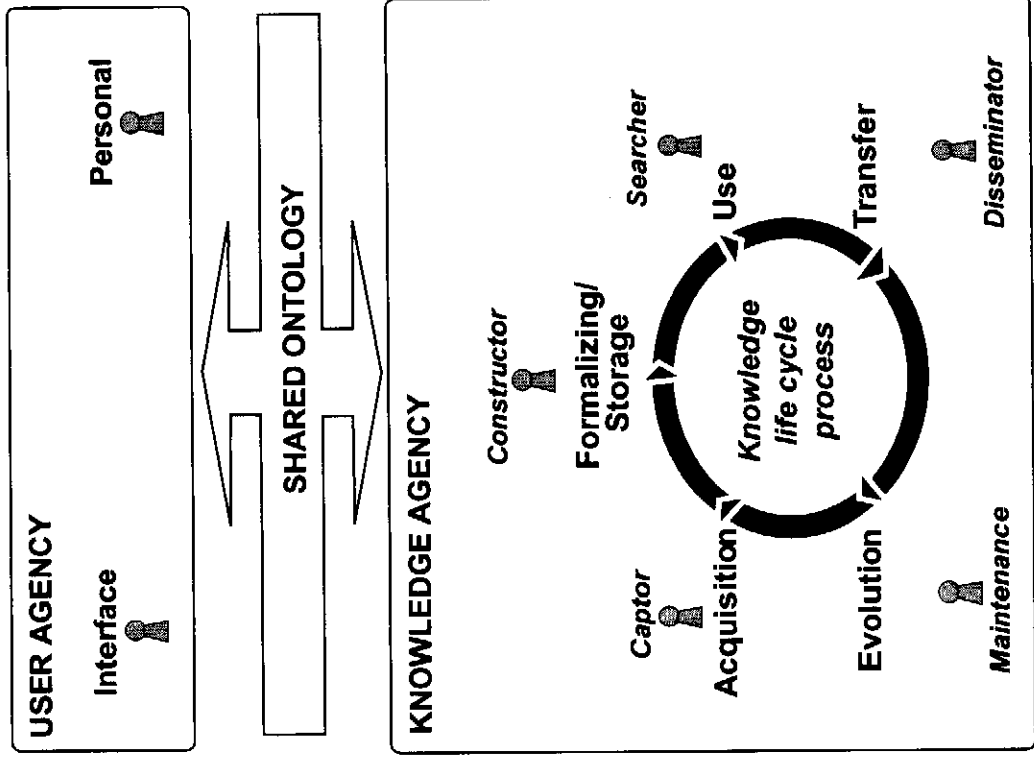 USER AGENCY
Interface
Personal
SHARED ONTOLOGY
KNOWLEDGE AGENCY
Constructor
Formalizing/
Storage
Captor
Acquisition
Searcher
Use
Knowledge
life cycle
process
Evolution
Transfer
Maintenance
Disseminator